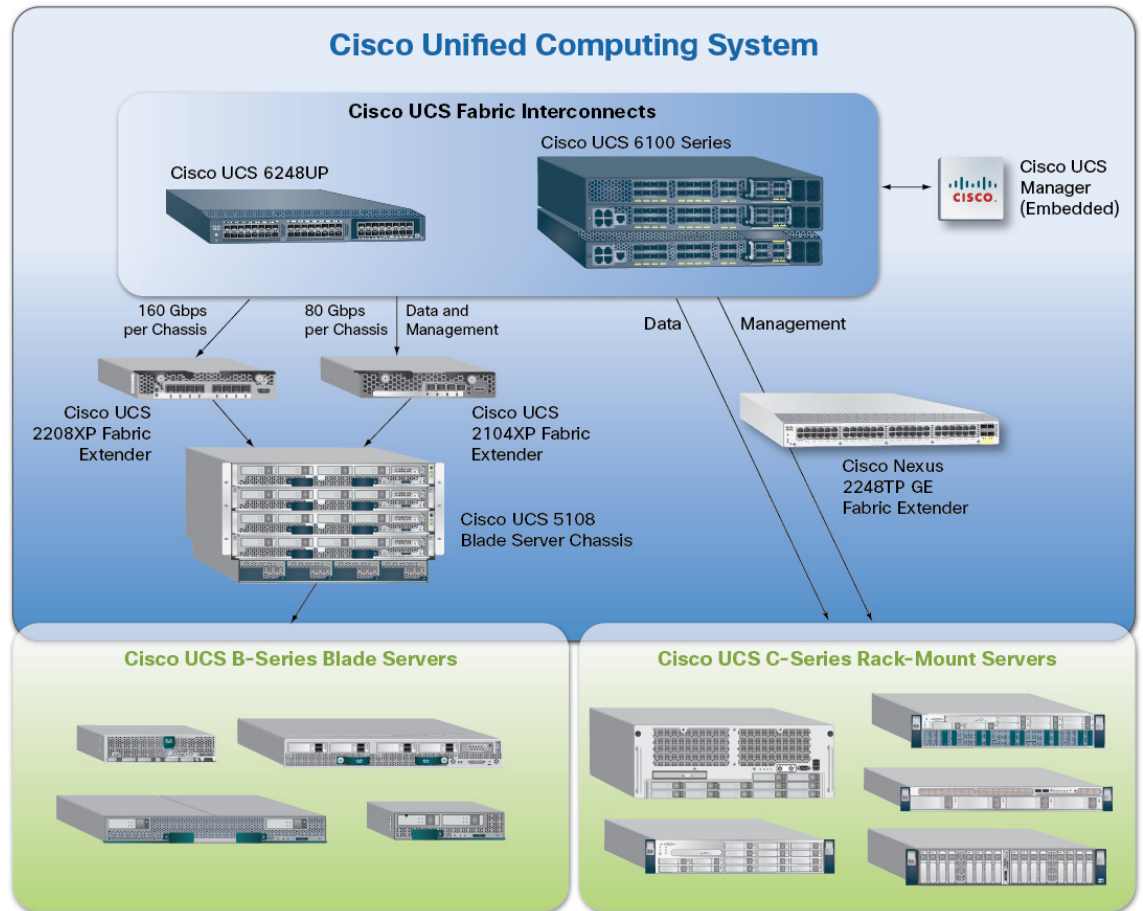 Cisco Unified Computing System
Cisco UCS Fabric Interconnects
Cisco UCS 6248UP
Cisco UCS 6100 Series
CISCO.
Cisco UCS
Manager
(Embedded)
160 Gbps
per Chassis
80 Gbps
per Chassis
Data and
Management
Data
Management
Cisco UCS
2208XP Fabric
Extender
Cisco UCS
2104XP Fabric
Extender
Cisco Nexus
2248TP GE
Fabric Extender
Cisco UCS 5108
Blade Server Chassis
Cisco UCS B-Series Blade Servers
Cisco UCS C-Series Rack-Mount Servers